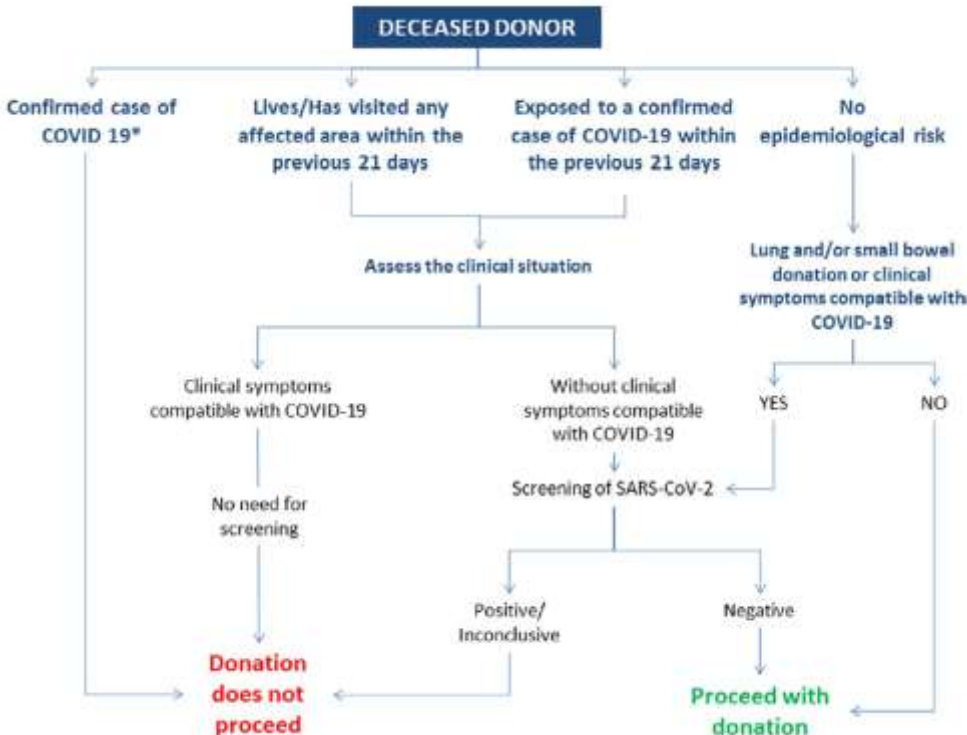 DECEASED DONOR
Confirmed case of
COVID 19*
Lives/Has visited any
affected area within the
previous 21 days
Exposed to a confirmed
case of COVID-19 within
the previous 21 days
No
epidemiological risk
Assess the clinical situation
Lung and/or small bowel
donation or clinical
symptoms compatible with
COVID-19
Clinical symptoms
compatible with COVID-19
Without clinical
symptoms compatible
with COVID-19
YES
NO
No need for
screening
Screening of SARS-CoV-2
Positive/
Inconclusive
Negative
Donation
does not
proceed
Proceed with
donation